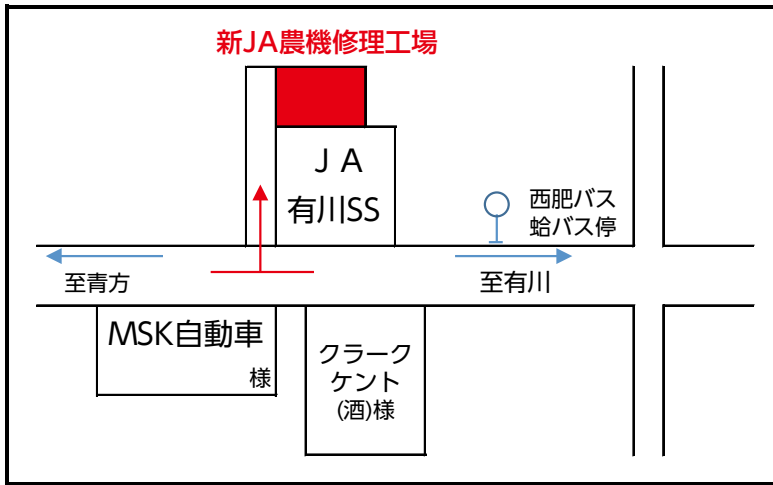 新JA農機修理工場
JA
有川SS
西肥バス
蛤バス停
至青方
至有川
MSK自動車
様
クラーク
ケント
(酒)様